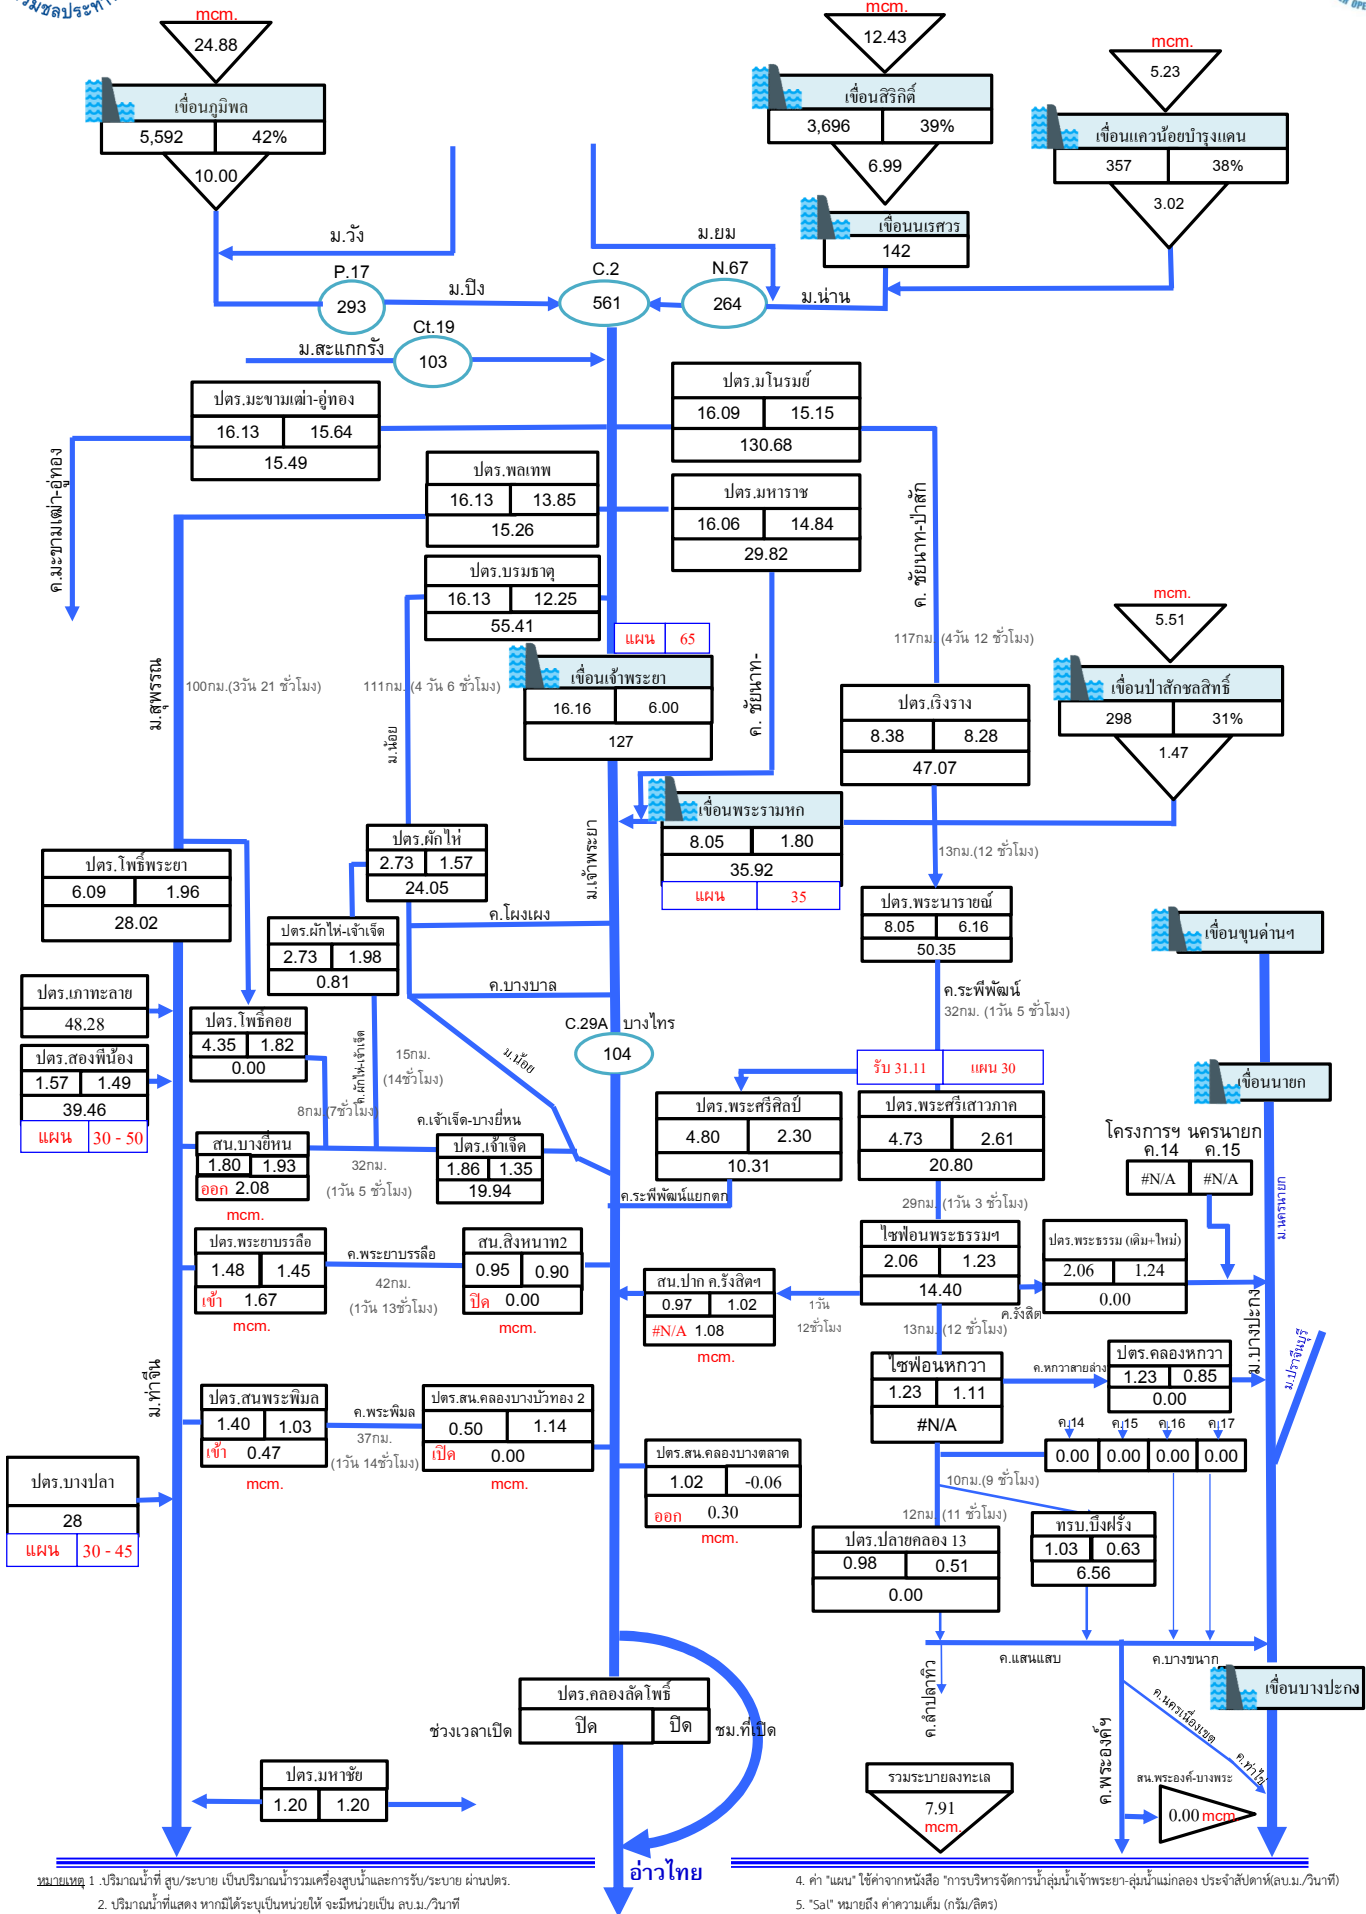 mcm.
24.88
เขื่อนภูมิพล
5,592 42%
10.00
mcm.
12.43
เขื่อนสิริกิติ์
3,696 39%
6.99
mcm.
5.23
เขื่อนแควน้อยบำรุงแดน
357 38%
3.02
เขื่อนนเรศวร
142
ม.วัง
ม.ยม
P.17
293
ม.ปิง
C.2
561
N.67
264
ม.น่าน
Ct.19
103
ม.สะแกกรัง
ปตร.มะขามเฒ่า-อู่ทอง
16.13 15.64
15.49
ปตร.มโนรมย์
16.09 15.15
130.68
ค.มะขามเฒ่า-อู่ทอง
ปตร.พลเทพ
16.13 13.85
15.26
ปตร.มหาราช
16.06 14.84
29.82
ค. ชัยนาท-ป่าสัก
ปตร.บรมธาตุ
16.13 12.25
55.41
แผน 65
เขื่อนเจ้าพระยา
16.16 6.00
127
ม.สุพรรณ
100กม.(3วัน 21 ชั่วโมง)
111กม.(4 วัน 6 ชั่วโมง)
ม.น้อย
ค. ชัยนาท-
117กม. (4วัน 12 ชั่วโมง)
mcm.
5.51
เขื่อนป่าสักชลสิทธิ์
298 31%
1.47
ปตร.เริงราง
8.38 8.28
47.07
เขื่อนพระรามหก
8.05 1.80
35.92
แผน 35
13กม.(12 ชั่วโมง)
ม.เจ้าพระยา
ปตร.ผักไห่
2.73 1.57
24.05
ปตร.โพธิ์พระยา
6.09 1.96
28.02
ปตร.ผักไห่-เจ้าเจ็ด
2.73 1.98
0.81
ค.โผงเผง
ค.บางบาล
ปตร.พระนารายณ์
8.05 6.16
50.35
เขื่อนขุนด่านฯ
ปตร.เภาทะลาย
48.28
ปตร.โพธิ์คอย
4.35 1.82
0.00
ปตร.สองพี่น้อง
1.57 1.49
39.46
แผน 30 - 50
ค.ผักไห่-เจ้าเจ็ด
15กม.
(14ชั่วโมง)
8กม.(7ชั่วโมง)
ม.น้อย
C.29A บางไทร
104
ค.ระพีพัฒน์
32กม. (1วัน 5 ชั่วโมง)
รับ 31.11 แผน 30
ปตร.พระศรีศิลป์
4.80 2.30
10.31
ปตร.พระศรีเสาวภาค
4.73 2.61
20.80
เขื่อนนายก
โครงการฯ นครนายก
ค.14 ค.15
#N/A #N/A
ม.นครนายก
สน.บางยี่หน
1.80 1.93
ออก 2.08
mcm.
ค.เจ้าเจ็ด-บางยี่หน
32กม.
(1วัน 5 ชั่วโมง)
ปตร.เจ้าเจ็ด
1.86 1.35
19.94
ค.ระพีพัฒน์แยกตก
29กม. (1วัน 3 ชั่วโมง)
ปตร.พระยาบรรลือ
1.48 1.45
เข้า 1.67
mcm.
ค.พระยาบรรลือ
42กม.
(1วัน 13ชั่วโมง)
สน.สิงหนาท2
0.95 0.90
ปิด 0.00
mcm.
สน.ปาก ค.รังสิตฯ
0.97 1.02
#N/A 1.08
mcm.
1วัน
12ชั่วโมง
ไซฟ่อนพระธรรมฯ
2.06 1.23
14.40
ค.รังสิต
ปตร.พระธรรม (เดิม+ใหม่)
2.06 1.24
0.00
ม.บางปะกง
13กม. (12 ชั่วโมง)
ไซฟ่อนหกวา
1.23 1.11
#N/A
ค.หกวาสายล่าง
ปตร.คลองหกวา
1.23 0.85
0.00
ม.ปราจีนบุรี
ม.ท่าจีน
ปตร.สนพระพิมล
1.40 1.03
เข้า 0.47
mcm.
ค.พระพิมล
37กม.
(1วัน 14ชั่วโมง)
ปตร.สน.คลองบางบัวทอง 2
0.50 1.14
เปิด 0.00
mcm.
ค.14 ค.15 ค.16 ค.17
0.00 0.00 0.00 0.00
ปตร.สน.คลองบางตลาด
1.02 -0.06
ออก 0.30
mcm.
10กม.(9 ชั่วโมง)
12กม. (11 ชั่วโมง)
ปตร.บางปลา
28
แผน 30 - 45
ปตร.ปลายคลอง 13
0.98 0.51
0.00
ทรบ.บึงฝรั่ง
1.03 0.63
6.56
ค.แสนแสบ
ค.บางขนาก
ค.ลำปลาทิว
ปตร.คลองลัดโพธิ์
ช่วงเวลาเปิด ปิด ปิด ชม.ที่เปิด
เขื่อนบางปะกง
ค.นครเนื่องเขต
ค.ท่าไข่
ค.พระองค์ฯ
สน.พระองค์-บางพระ
0.00 mcm
รวมระบายลงทะเล
7.91
mcm.
ปตร.มหาชัย
1.20 1.20
อ่าวไทย
หมายเหตุ 1 .ปริมาณน้ำที่ สูบ/ระบาย เป็นปริมาณน้ำรวมเครื่องสูบน้ำและการรับ/ระบาย ผ่านปตร.
2. ปริมาณน้ำที่แสดง หากมิได้ระบุเป็นหน่วยให้ จะมีหน่วยเป็น ลบ.ม./วินาที
4. ค่า "แผน" ใช้ค่าจากหนังสือ "การบริหารจัดการน้ำลุ่มน้ำเจ้าพระยา-ลุ่มน้ำแม่กลอง ประจำสัปดาห์(ลบ.ม./วินาที)
5. "Sal" หมายถึง ค่าความเค็ม (กรัม/ลิตร)